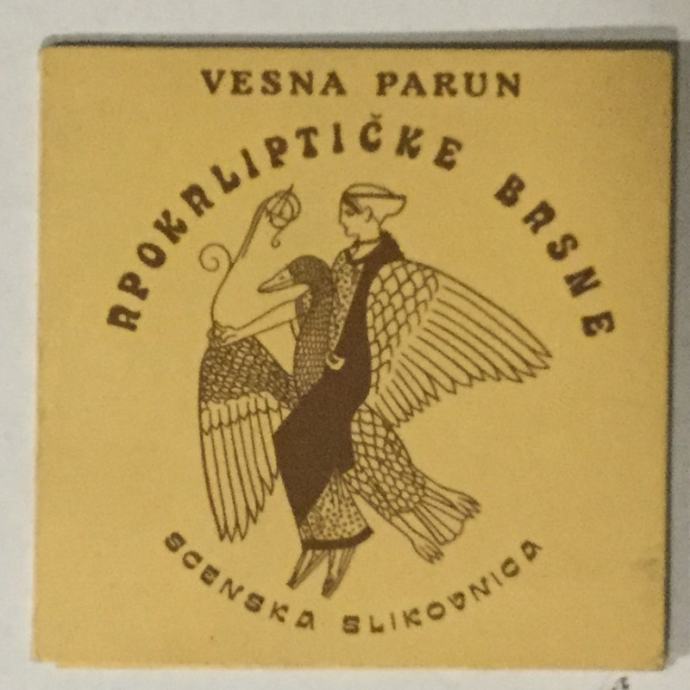 VESNA PARUN
APOKALIPTIČKE BASNE
SCENSKA SLIKOVNICA